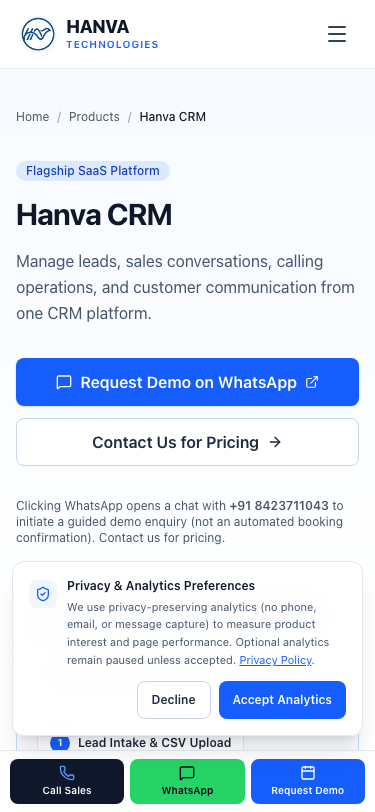 HANVA
TECHNOLOGIES
Home / Products / Hanva CRM
Flagship SaaS Platform
Hanva CRM
Manage leads, sales conversations, calling
operations, and customer communication from
one CRM platform.
Request Demo on WhatsApp
Contact Us for Pricing
Clicking WhatsApp opens a chat with +91 8423711043 to
initiate a guided demo enquiry (not an automated booking
confirmation). Contact us for pricing.
Privacy & Analytics Preferences
We use privacy-preserving analytics (no phone,
email, or message capture) to measure product
interest and page performance. Optional analytics
remain paused unless accepted. Privacy Policy.
Decline
Accept Analytics
1 Lead Intake & CSV Upload
Call Sales
WhatsApp
Request Demo